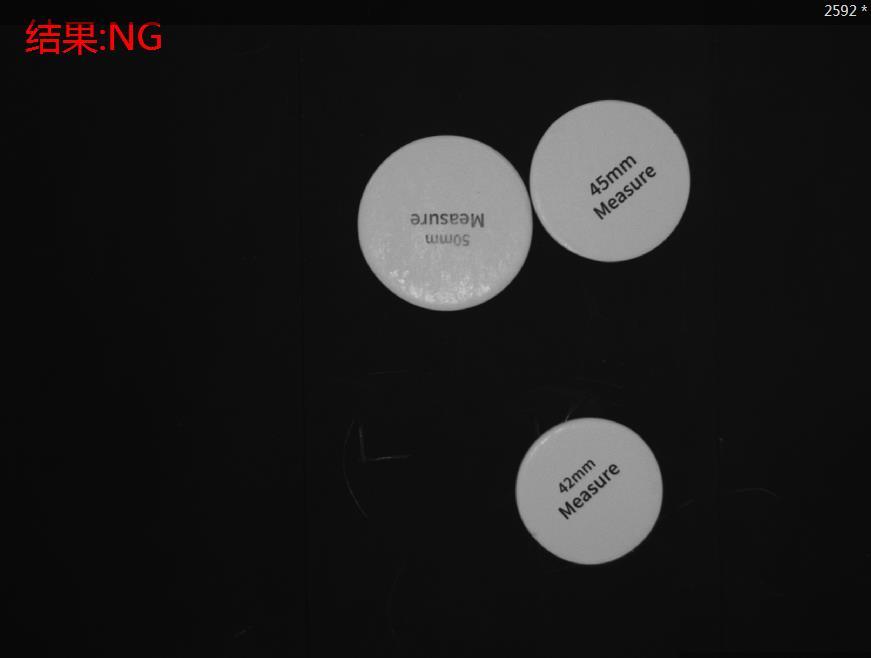 2592 *
结果:NG
45mm
Measure
50mm
Measure
42mm
Measure